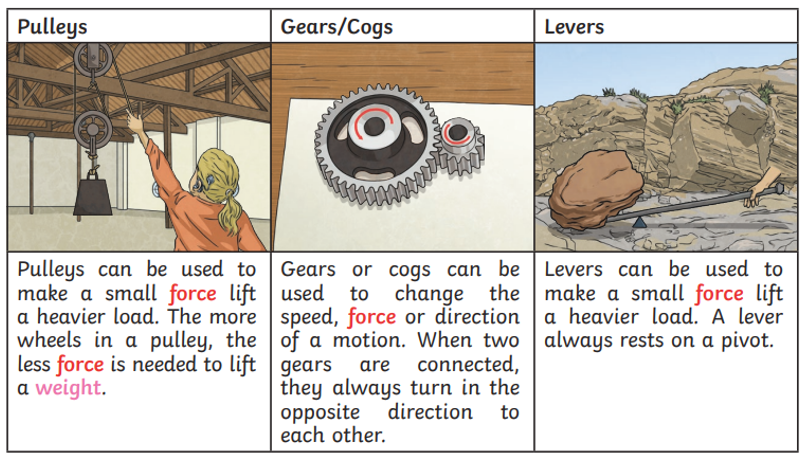 Pulleys
Gears/Cogs
Levers
Pulleys can be used to
make a small force lift
a heavier load. The more
wheels in a pulley, the
less force is needed to lift
a weight.
Gears or cogs can be
used to change the
speed, force or direction
of a motion. When two
gears are connected,
they always turn in the
opposite direction to
each other.
Levers can be used to
make a small force lift
a heavier load. A lever
always rests on a pivot.